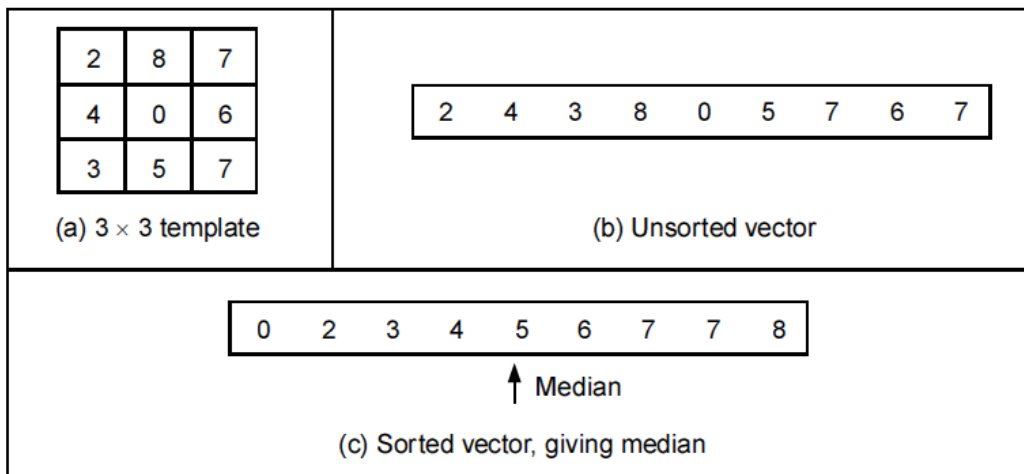 2 8 7
4 0 6
3 5 7
(a) 3 × 3 template
2 4 3 8 0 5 7 6 7
(b) Unsorted vector
0 2 3 4 5 6 7 7 8
Median
(c) Sorted vector, giving median